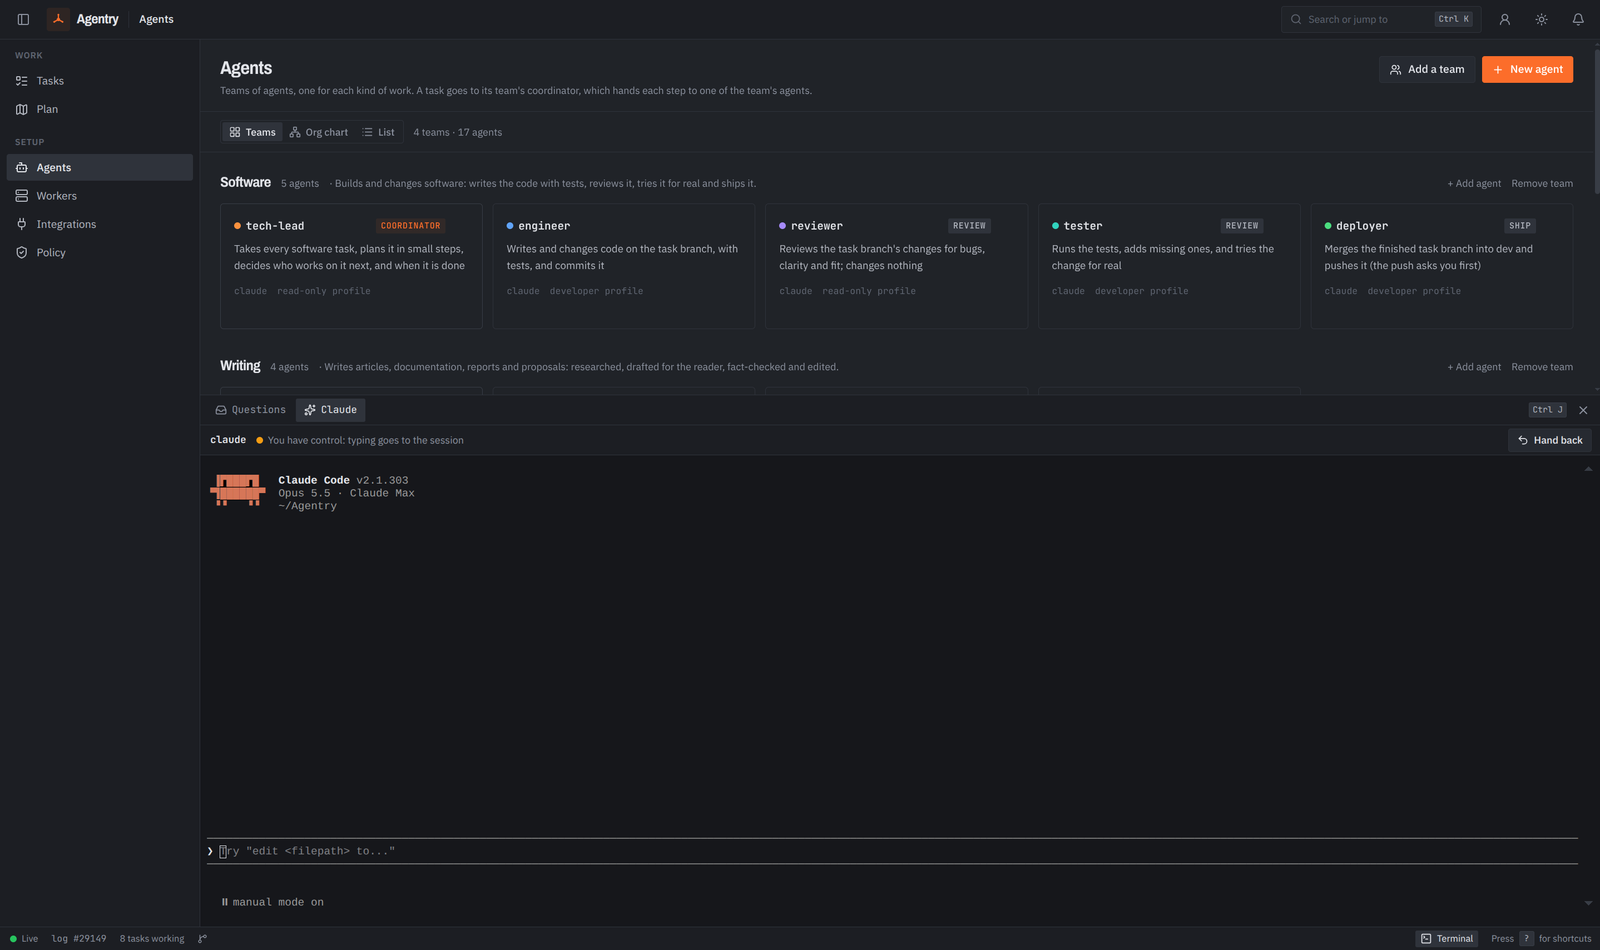 Agentry
Agents
Search or jump to
Ctrl K
WORK
Tasks
Plan
SETUP
Agents
Workers
Integrations
Policy
Agents
Teams of agents, one for each kind of work. A task goes to its team's coordinator, which hands each step to one of the team's agents.
Add a team
+ New agent
Teams
Org chart
List
4 teams · 17 agents
Software 5 agents · Builds and changes software: writes the code with tests, reviews it, tries it for real and ships it.
+ Add agent Remove team
tech-lead COORDINATOR
Takes every software task, plans it in small steps,
decides who works on it next, and when it is done
claude read-only profile
engineer
Writes and changes code on the task branch, with
tests, and commits it
claude developer profile
reviewer REVIEW
Reviews the task branch's changes for bugs,
clarity and fit; changes nothing
claude read-only profile
tester REVIEW
Runs the tests, adds missing ones, and tries the
change for real
claude developer profile
deployer SHIP
Merges the finished task branch into dev and
pushes it (the push asks you first)
claude developer profile
Writing 4 agents · Writes articles, documentation, reports and proposals: researched, drafted for the reader, fact-checked and edited.
+ Add agent Remove team
Questions
Claude
Ctrl J
claude You have control: typing goes to the session
Hand back
Claude Code v2.1.303
Opus 5.5 · Claude Max
~/Agentry
❯ Try "edit <filepath> to..."
⏸ manual mode on
Live log #29149 8 tasks working
Terminal Press ? for shortcuts